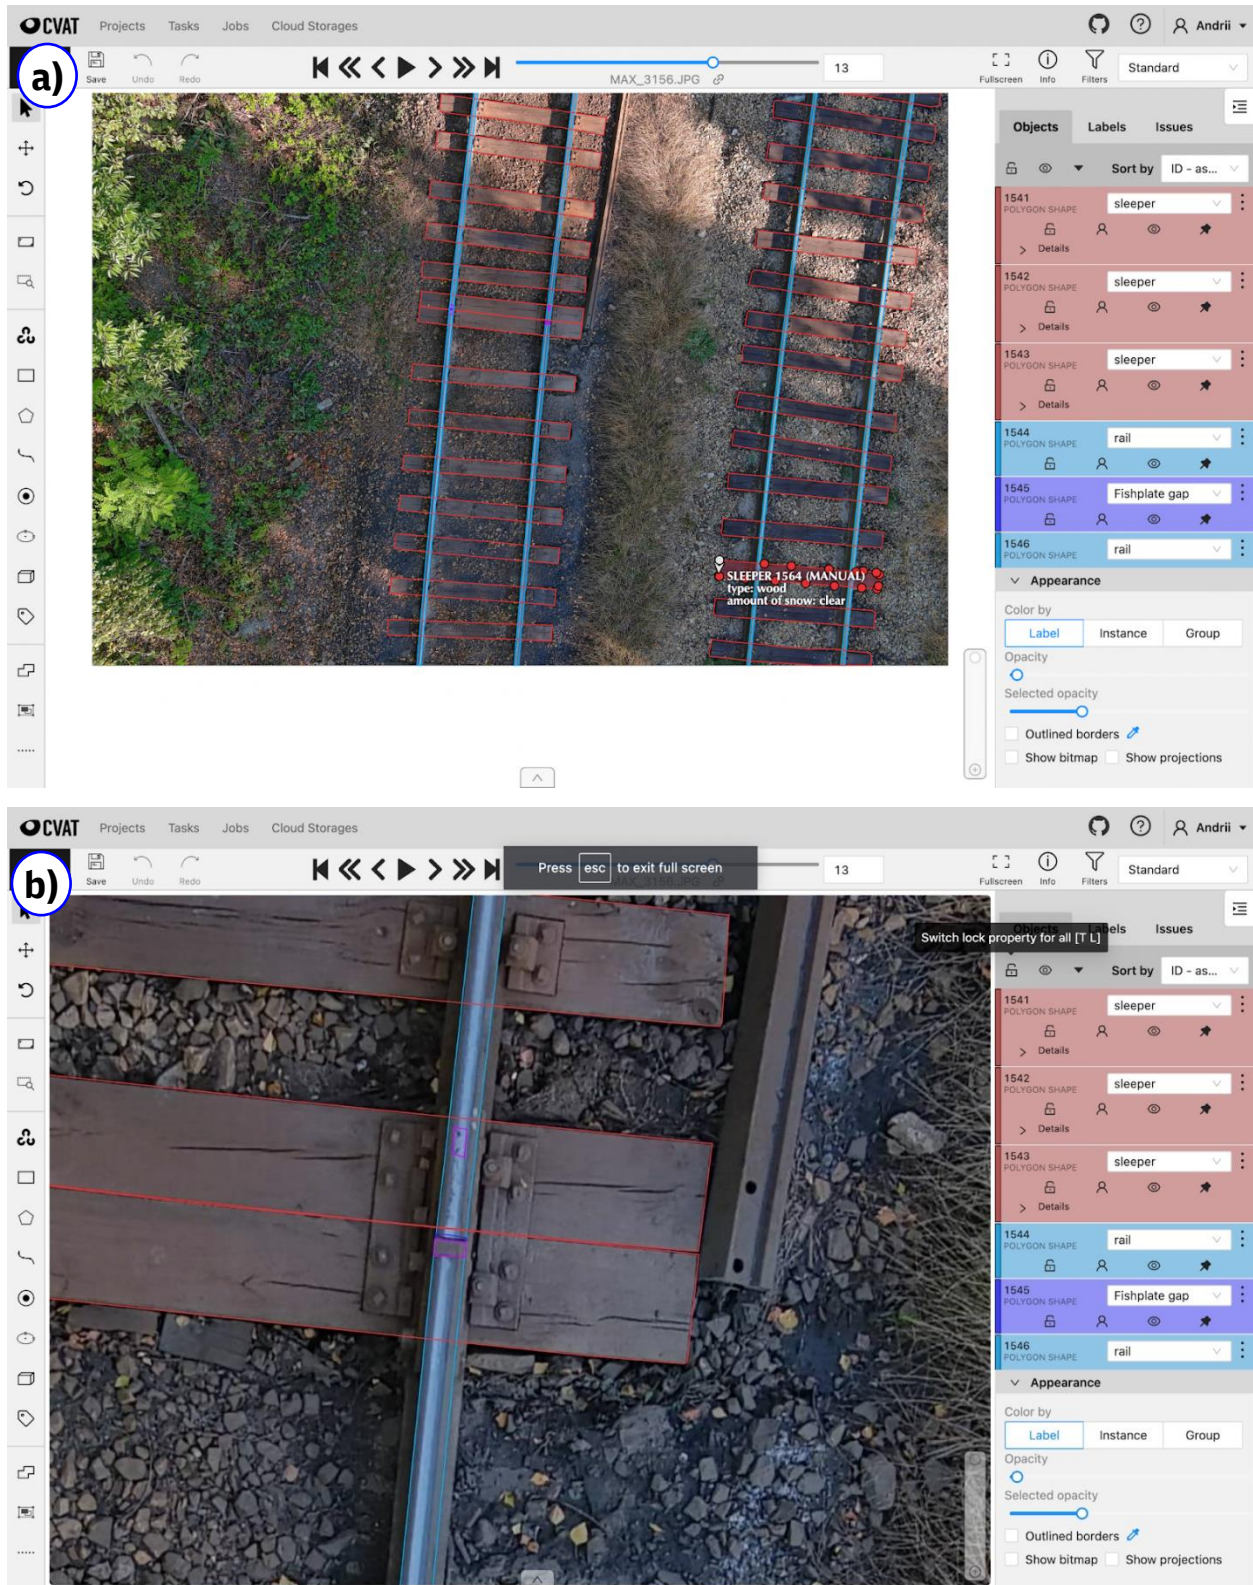 CVAT Projects Tasks Jobs Cloud Storages Andrii
a)
Save Undo Redo MAX_3156.JPG 13 Fullscreen Info Filters Standard
Objects Labels Issues
Sort by ID - as...
1541 sleeper
POLYGON SHAPE
Details
1542 sleeper
POLYGON SHAPE
Details
1543 sleeper
POLYGON SHAPE
Details
1544 rail
POLYGON SHAPE
1545 Fishplate gap
POLYGON SHAPE
1546 rail
POLYGON SHAPE
SLEEPER 1564 (MANUAL)
type: wood
amount of snow: clear
Appearance
Color by
Label Instance Group
Opacity
Selected opacity
Outlined borders
Show bitmap Show projections
CVAT Projects Tasks Jobs Cloud Storages Andrii
b)
Save Undo Redo Press esc to exit full screen 13 Fullscreen Info Filters Standard
MAX_3156.JPG
Objects Labels Issues
Switch lock property for all [T L]
Sort by ID - as...
1541 sleeper
POLYGON SHAPE
Details
1542 sleeper
POLYGON SHAPE
Details
1543 sleeper
POLYGON SHAPE
Details
1544 rail
POLYGON SHAPE
1545 Fishplate gap
POLYGON SHAPE
1546 rail
POLYGON SHAPE
Appearance
Color by
Label Instance Group
Opacity
Selected opacity
Outlined borders
Show bitmap Show projections